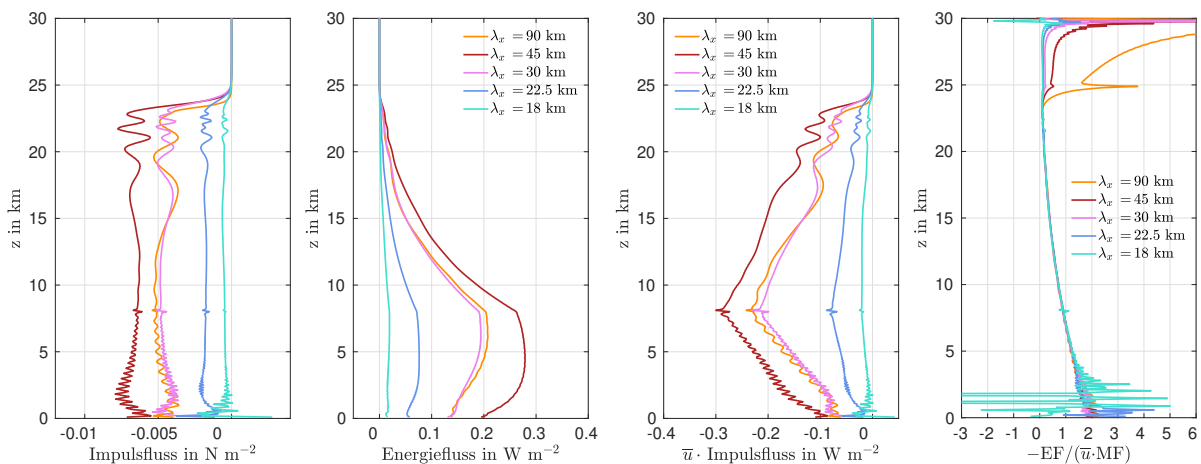 30
25
20
15
10
5
0
z in km
-0.01
-0.005
0
Impulsfluss in N m−2
30
25
20
15
10
5
0
z in km
λx = 90 km
λx = 45 km
λx = 30 km
λx = 22.5 km
λx = 18 km
0
0.1
0.2
0.3
0.4
Energiefluss in W m−2
30
25
20
15
10
5
0
z in km
λx = 90 km
λx = 45 km
λx = 30 km
λx = 22.5 km
λx = 18 km
-0.4
-0.3
-0.2
-0.1
0
u̅ · Impulsfluss in W m−2
30
25
20
15
10
5
0
z in km
λx = 90 km
λx = 45 km
λx = 30 km
λx = 22.5 km
λx = 18 km
-3
-2
-1
0
1
2
3
4
5
6
−EF/(u̅·MF)